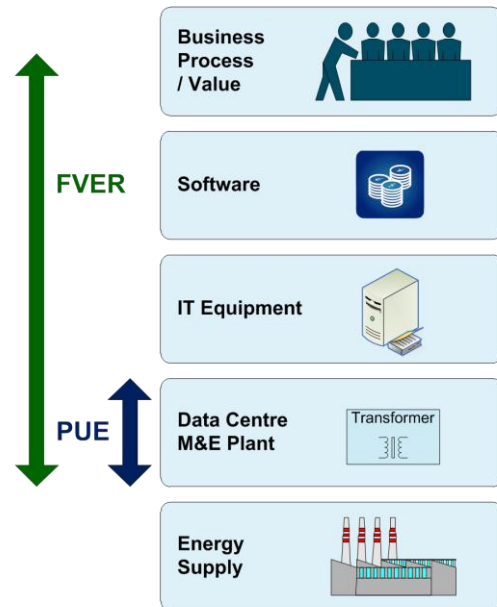 Business
Process
/ Value
FVER
Software
IT Equipment
PUE
Data Centre
M&E Plant
Transformer
Energy
Supply